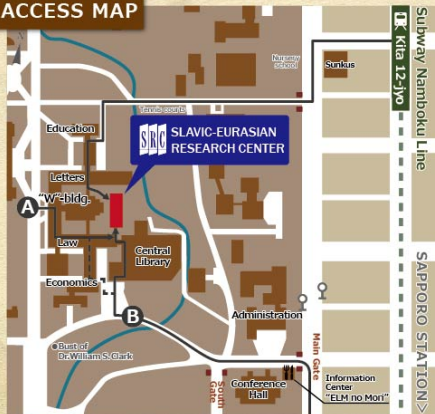 ACCESS MAP
Nursery
school
Sunkus
Kita 12-jyo
Subway Namboku Line
Tennis courts
Education
SRC
SLAVIC-EURASIAN
RESEARCH CENTER
Letters
"W"-bldg.
A
Law
Central
Library
Economics
B
Administration
SAPPORO STATION>
Bust of
Dr.William S. Clark
Main Gate
South
Gate
Conference
Hall
Information
Center
"ELM no Mori"